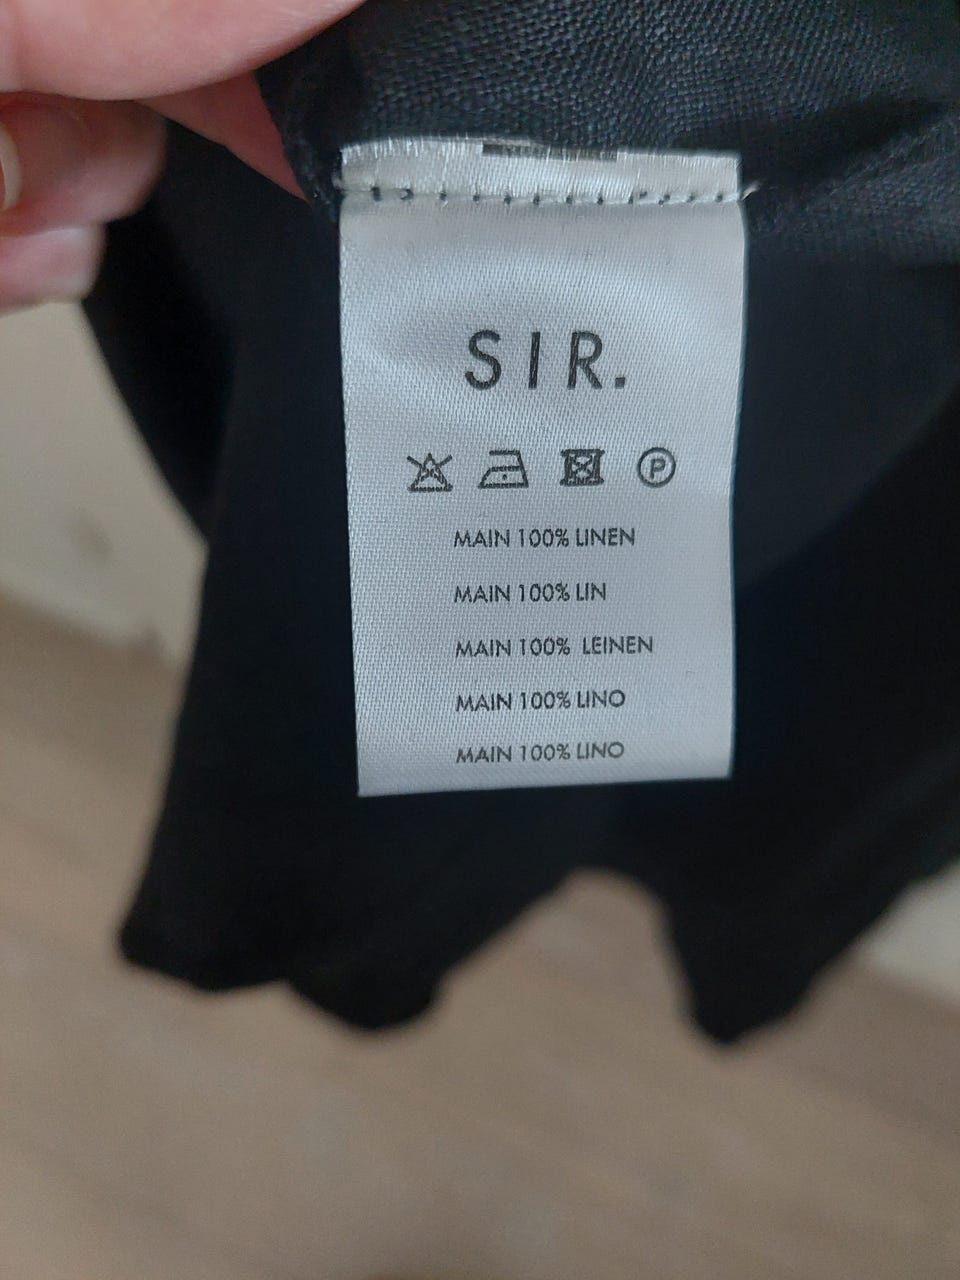 SIR.
P
MAIN 100% LINEN
MAIN 100% LIN
MAIN 100% LEINEN
MAIN 100% LINO
MAIN 100% LINO